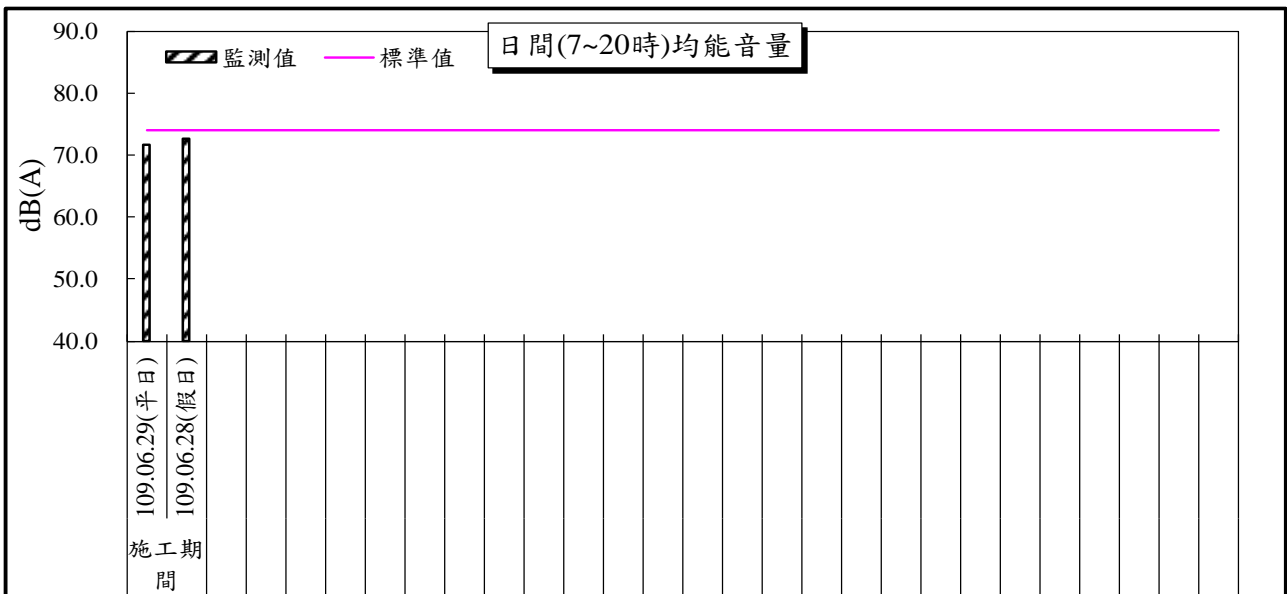 日間(7~20時)均能音量
監測值
標準值
dB(A)
90.0
80.0
70.0
60.0
50.0
40.0
109.06.29(平日)
109.06.28(假日)
施工期
間